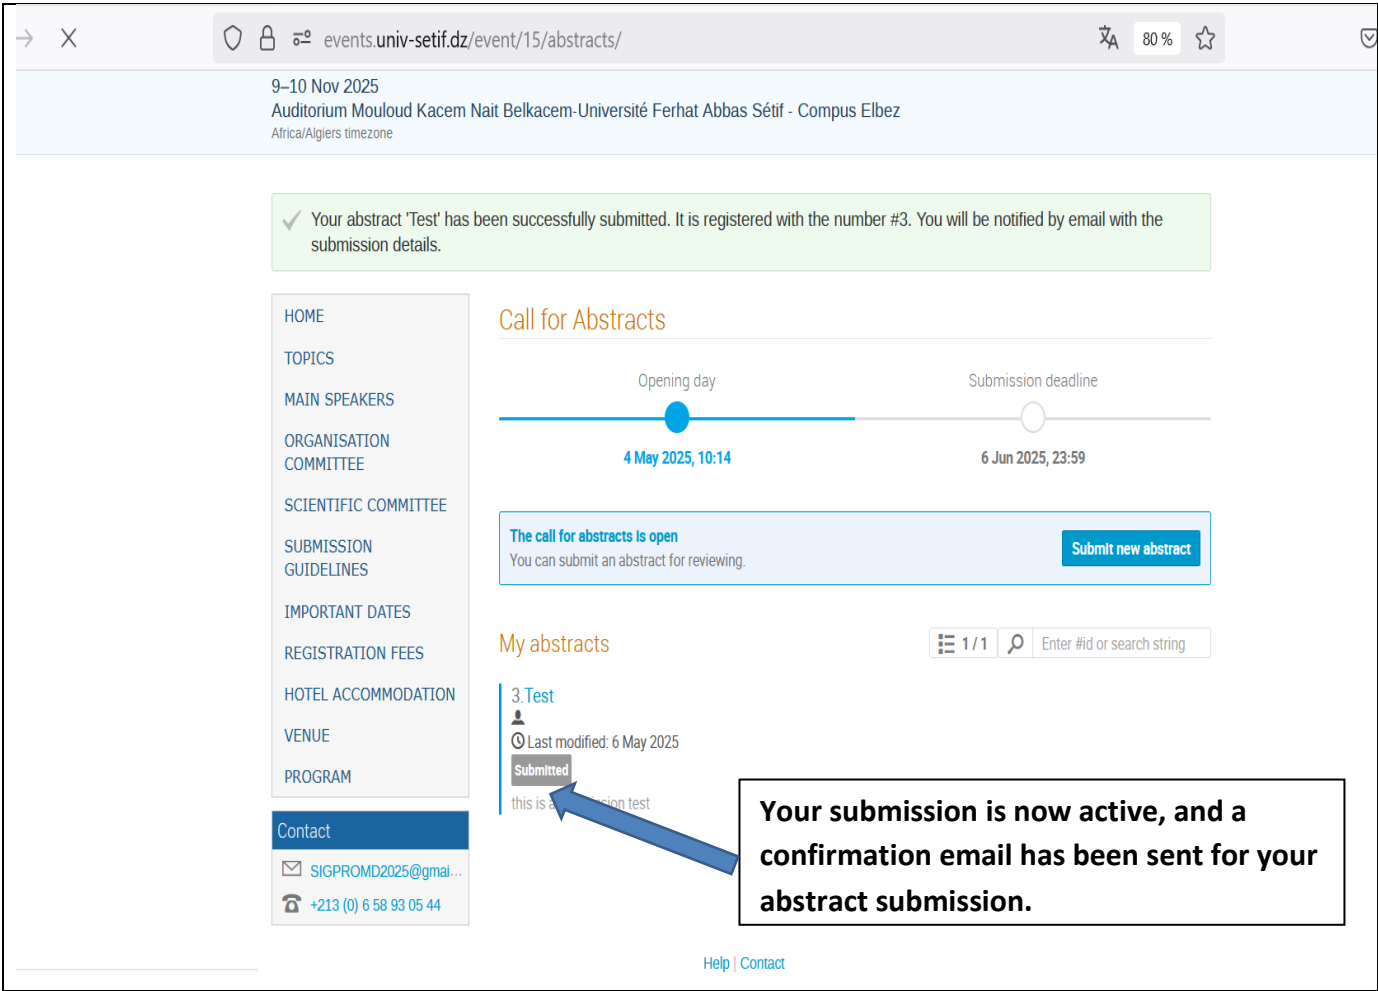 events.univ-setif.dz/event/15/abstracts/
80 %
9–10 Nov 2025
Auditorium Mouloud Kacem Nait Belkacem-Université Ferhat Abbas Sétif - Compus Elbez
Africa/Algiers timezone
Your abstract 'Test' has been successfully submitted. It is registered with the number #3. You will be notified by email with the
submission details.
HOME
TOPICS
MAIN SPEAKERS
ORGANISATION
COMMITTEE
SCIENTIFIC COMMITTEE
SUBMISSION
GUIDELINES
IMPORTANT DATES
REGISTRATION FEES
HOTEL ACCOMMODATION
VENUE
PROGRAM
Contact
SIGPROMD2025@gmai...
+213 (0) 6 58 93 05 44
Call for Abstracts
Opening day
Submission deadline
4 May 2025, 10:14
6 Jun 2025, 23:59
The call for abstracts is open
You can submit an abstract for reviewing.
Submit new abstract
My abstracts
1 / 1
Enter #id or search string
3.Test
Last modified: 6 May 2025
Submitted
this is a ssion test
Your submission is now active, and a
confirmation email has been sent for your
abstract submission.
Help | Contact